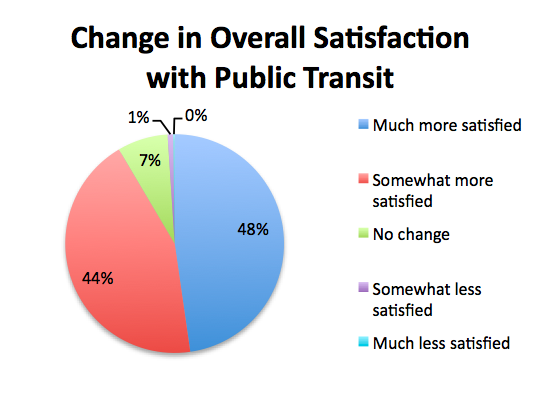 Change in Overall Satisfaction
with Public Transit
1%
0%
7%
48%
44%
Much more satisfied
Somewhat more
satisfied
No change
Somewhat less
satisfied
Much less satisfied